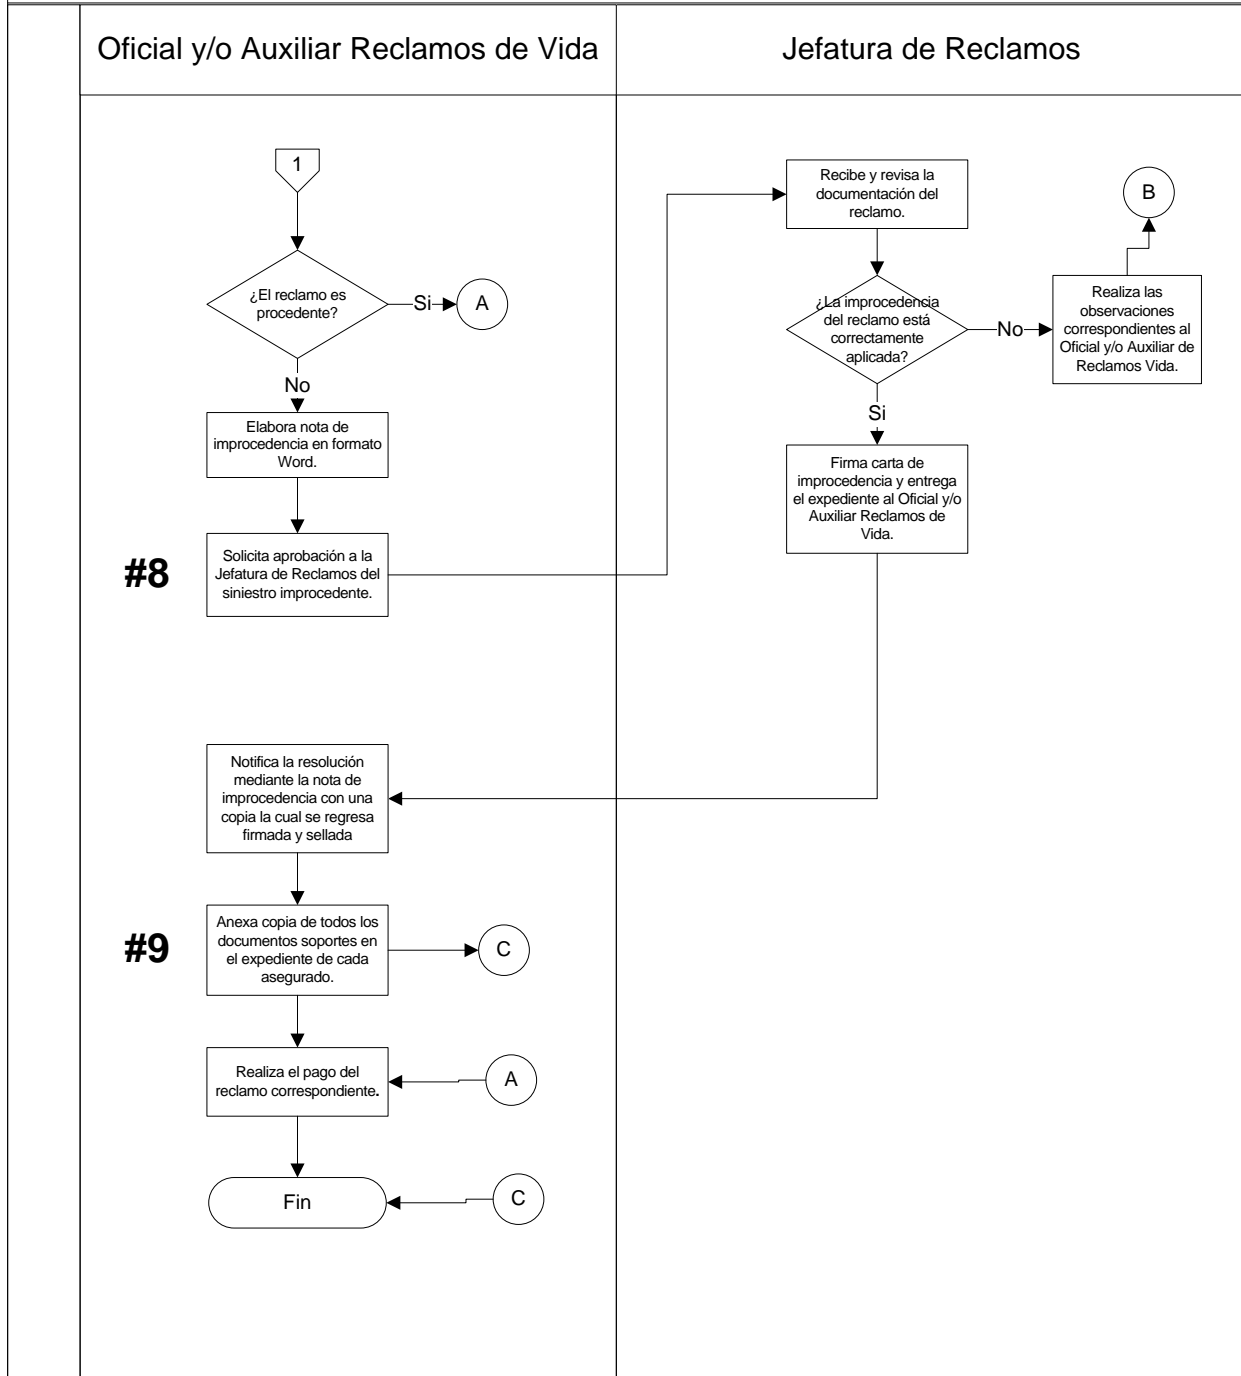 Oficial y/o Auxiliar Reclamos de Vida
Jefatura de Reclamos
1
¿El reclamo es
procedente?
Si
A
No
Elabora nota de
improcedencia en formato
Word.
#8
Solicita aprobación a la
Jefatura de Reclamos del
siniestro improcedente.
Recibe y revisa la
documentación del
reclamo.
¿La improcedencia
del reclamo está
correctamente
aplicada?
No
Realiza las
observaciones
correspondientes al
Oficial y/o Auxiliar de
Reclamos Vida.
B
Si
Firma carta de
improcedencia y entrega
el expediente al Oficial y/o
Auxiliar Reclamos de
Vida.
Notifica la resolución
mediante la nota de
improcedencia con una
copia la cual se regresa
firmada y sellada
#9
Anexa copia de todos los
documentos soportes en
el expediente de cada
asegurado.
C
Realiza el pago del
reclamo correspondiente.
A
Fin
C